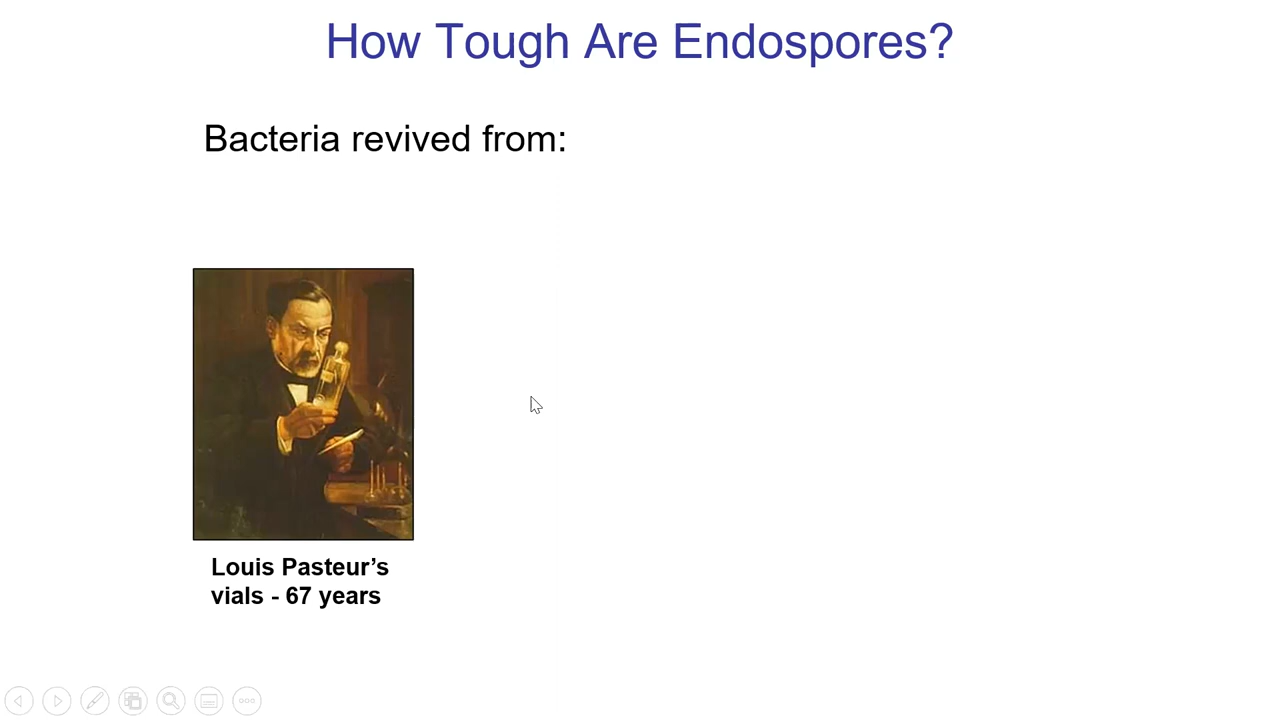 How Tough Are Endospores?
Bacteria revived from:
Louis Pasteur’s
vials - 67 years